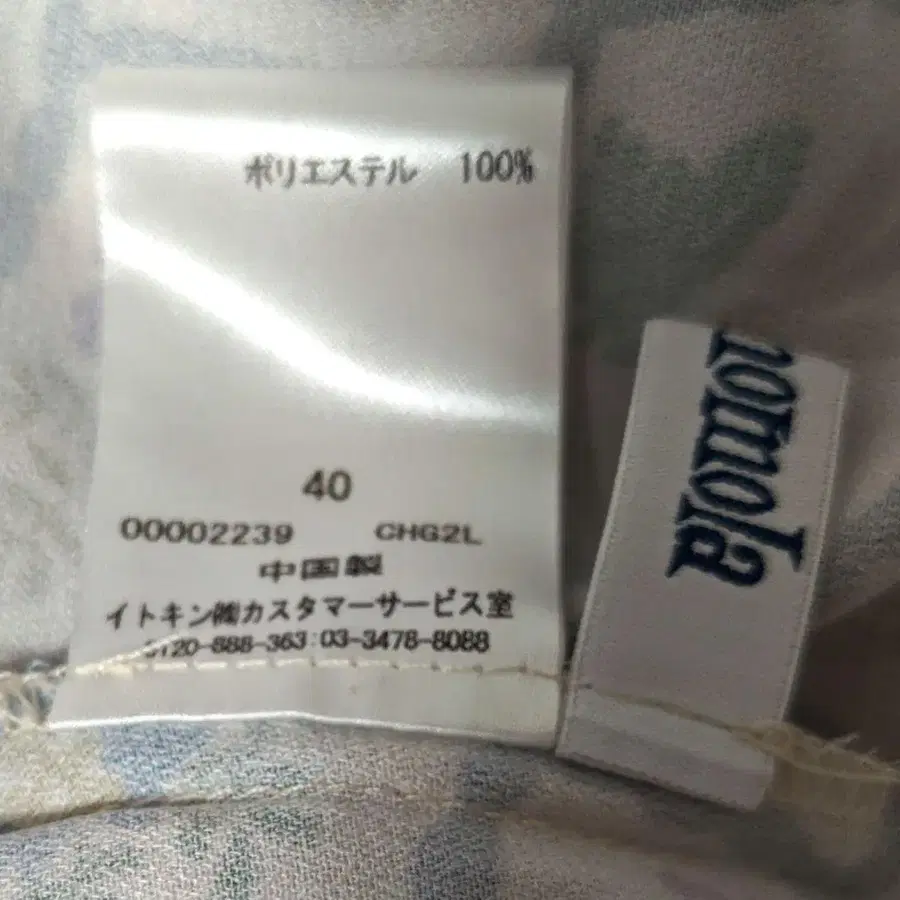 ポリエステル 100%
40
00002239 CHG2L
中国製
イトキン㈱カスタマーサービス室
0120-888-363:03-3478-8088